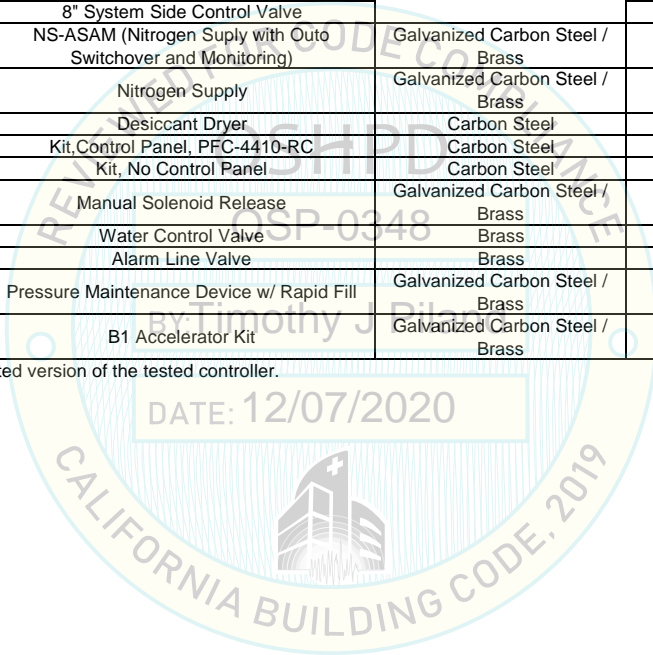 8" System Side Control Valve
NS-ASAM (Nitrogen Suply with Outo
Switchover and Monitoring)
Galvanized Carbon Steel /
Brass
Nitrogen Supply
Galvanized Carbon Steel /
Brass
Desiccant Dryer
Carbon Steel
Kit,Control Panel, PFC-4410-RC
Carbon Steel
Kit, No Control Panel
Carbon Steel
Manual Solenoid Release
Galvanized Carbon Steel /
Brass
Water Control Valve
Brass
Alarm Line Valve
Brass
Pressure Maintenance Device w/ Rapid Fill
Galvanized Carbon Steel /
Brass
B1 Accelerator Kit
Galvanized Carbon Steel /
Brass
ted version of the tested controller.
REVIEWED FOR CODE COMPLIANCE
OSHPD
OSP-0348
BY:Timothy J Piland
DATE: 12/07/2020
CALIFORNIA BUILDING CODE, 2019